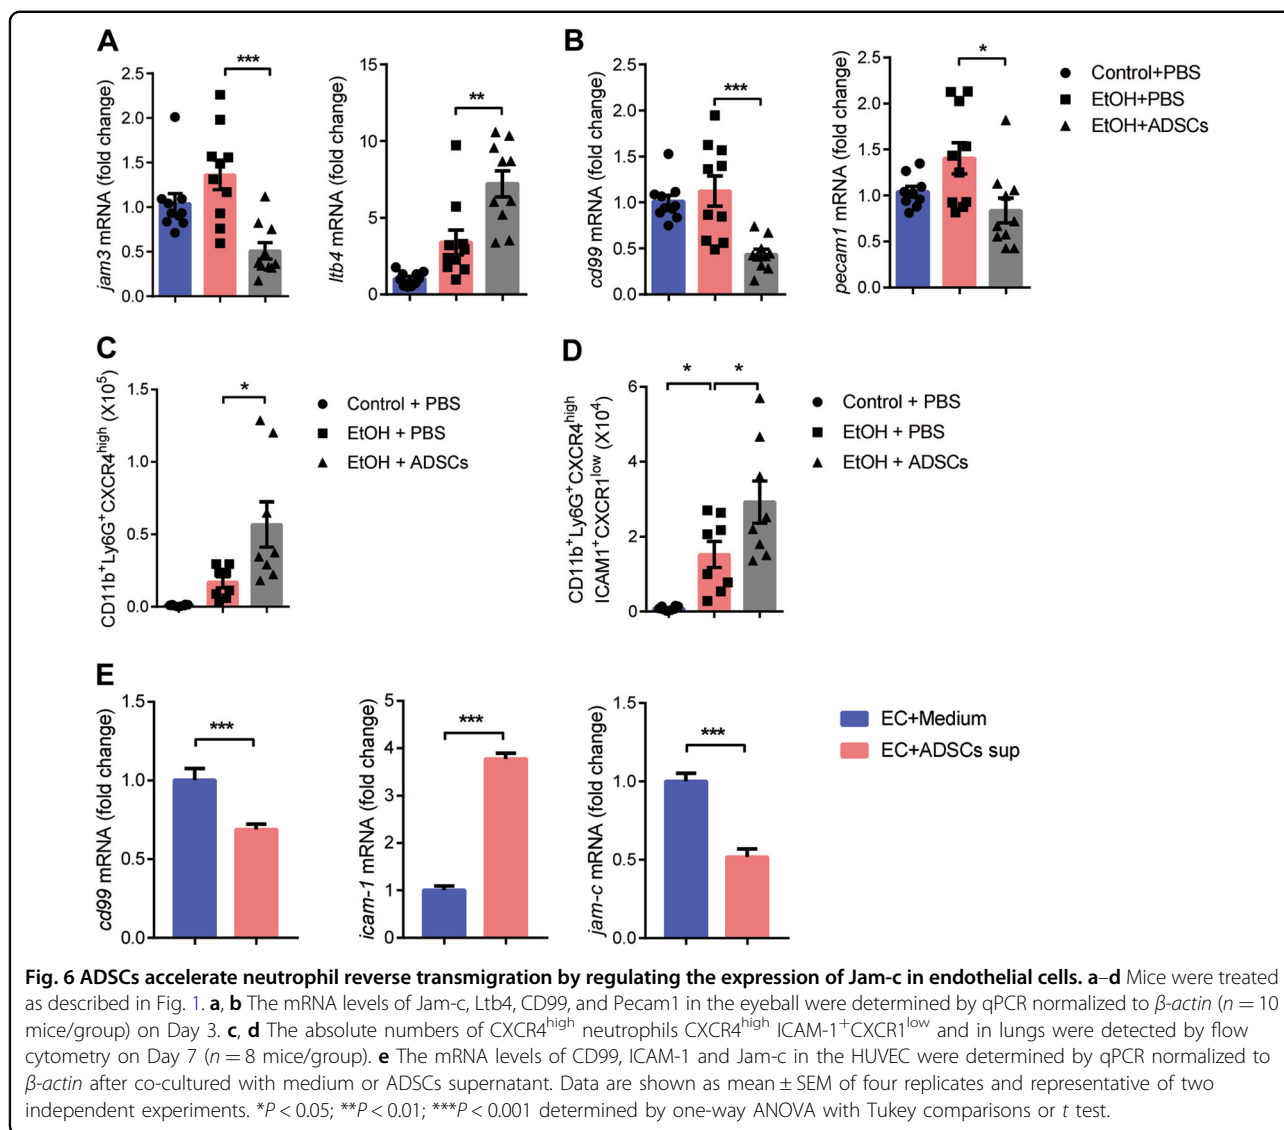 A
***
jam3 mRNA (fold change)
2.5
2.0
1.5
1.0
0.5
0.0
**
ltb4 mRNA (fold change)
15
10
5
0
B
***
cd99 mRNA (fold change)
2.5
2.0
1.5
1.0
0.5
0.0
*
pecam1 mRNA (fold change)
2.5
2.0
1.5
1.0
0.5
0.0
Control+PBS
EtOH+PBS
EtOH+ADSCs
C
*
CD11b⁺Ly6G⁺CXCR4ʰⁱᵍʰ (X10⁵)
1.5
1.0
0.5
0.0
Control + PBS
EtOH + PBS
EtOH + ADSCs
D
* *
CD11b⁺Ly6G⁺CXCR4ʰⁱᵍʰ
ICAM1⁺CXCR1ˡᵒʷ (X10⁴)
6
4
2
0
Control + PBS
EtOH + PBS
EtOH + ADSCs
E
***
cd99 mRNA (fold change)
1.5
1.0
0.5
0.0
***
icam-1 mRNA (fold change)
5
4
3
2
1
0
***
jam-c mRNA (fold change)
1.5
1.0
0.5
0.0
EC+Medium
EC+ADSCs sup
Fig. 6 ADSCs accelerate neutrophil reverse transmigration by regulating the expression of Jam-c in endothelial cells. a–d Mice were treated
as described in Fig. 1. a, b The mRNA levels of Jam-c, Ltb4, CD99, and Pecam1 in the eyeball were determined by qPCR normalized to β-actin (n = 10
mice/group) on Day 3. c, d The absolute numbers of CXCR4ʰⁱᵍʰ neutrophils CXCR4ʰⁱᵍʰ ICAM-1⁺CXCR1ˡᵒʷ and in lungs were detected by flow
cytometry on Day 7 (n = 8 mice/group). e The mRNA levels of CD99, ICAM-1 and Jam-c in the HUVEC were determined by qPCR normalized to
β-actin after co-cultured with medium or ADSCs supernatant. Data are shown as mean ± SEM of four replicates and representative of two
independent experiments. *P < 0.05; **P < 0.01; ***P < 0.001 determined by one-way ANOVA with Tukey comparisons or t test.